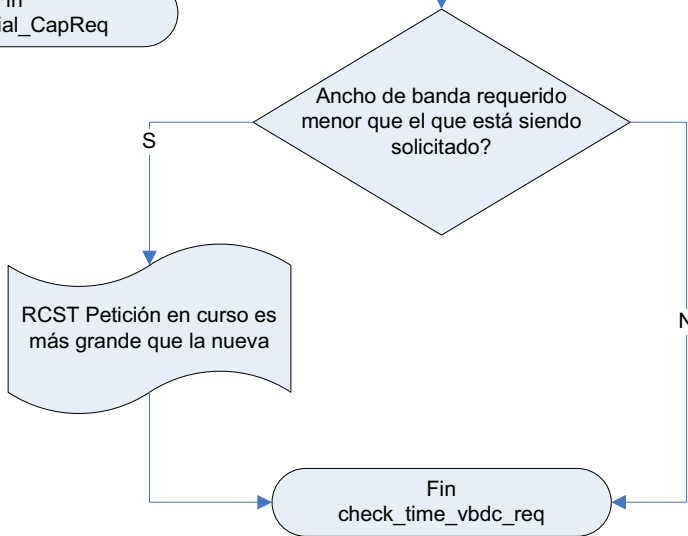 Fin
ial_CapReq
Ancho de banda requerido
menor que el que está siendo
solicitado?
S
RCST Petición en curso es
más grande que la nueva
N
Fin
check_time_vbdc_req